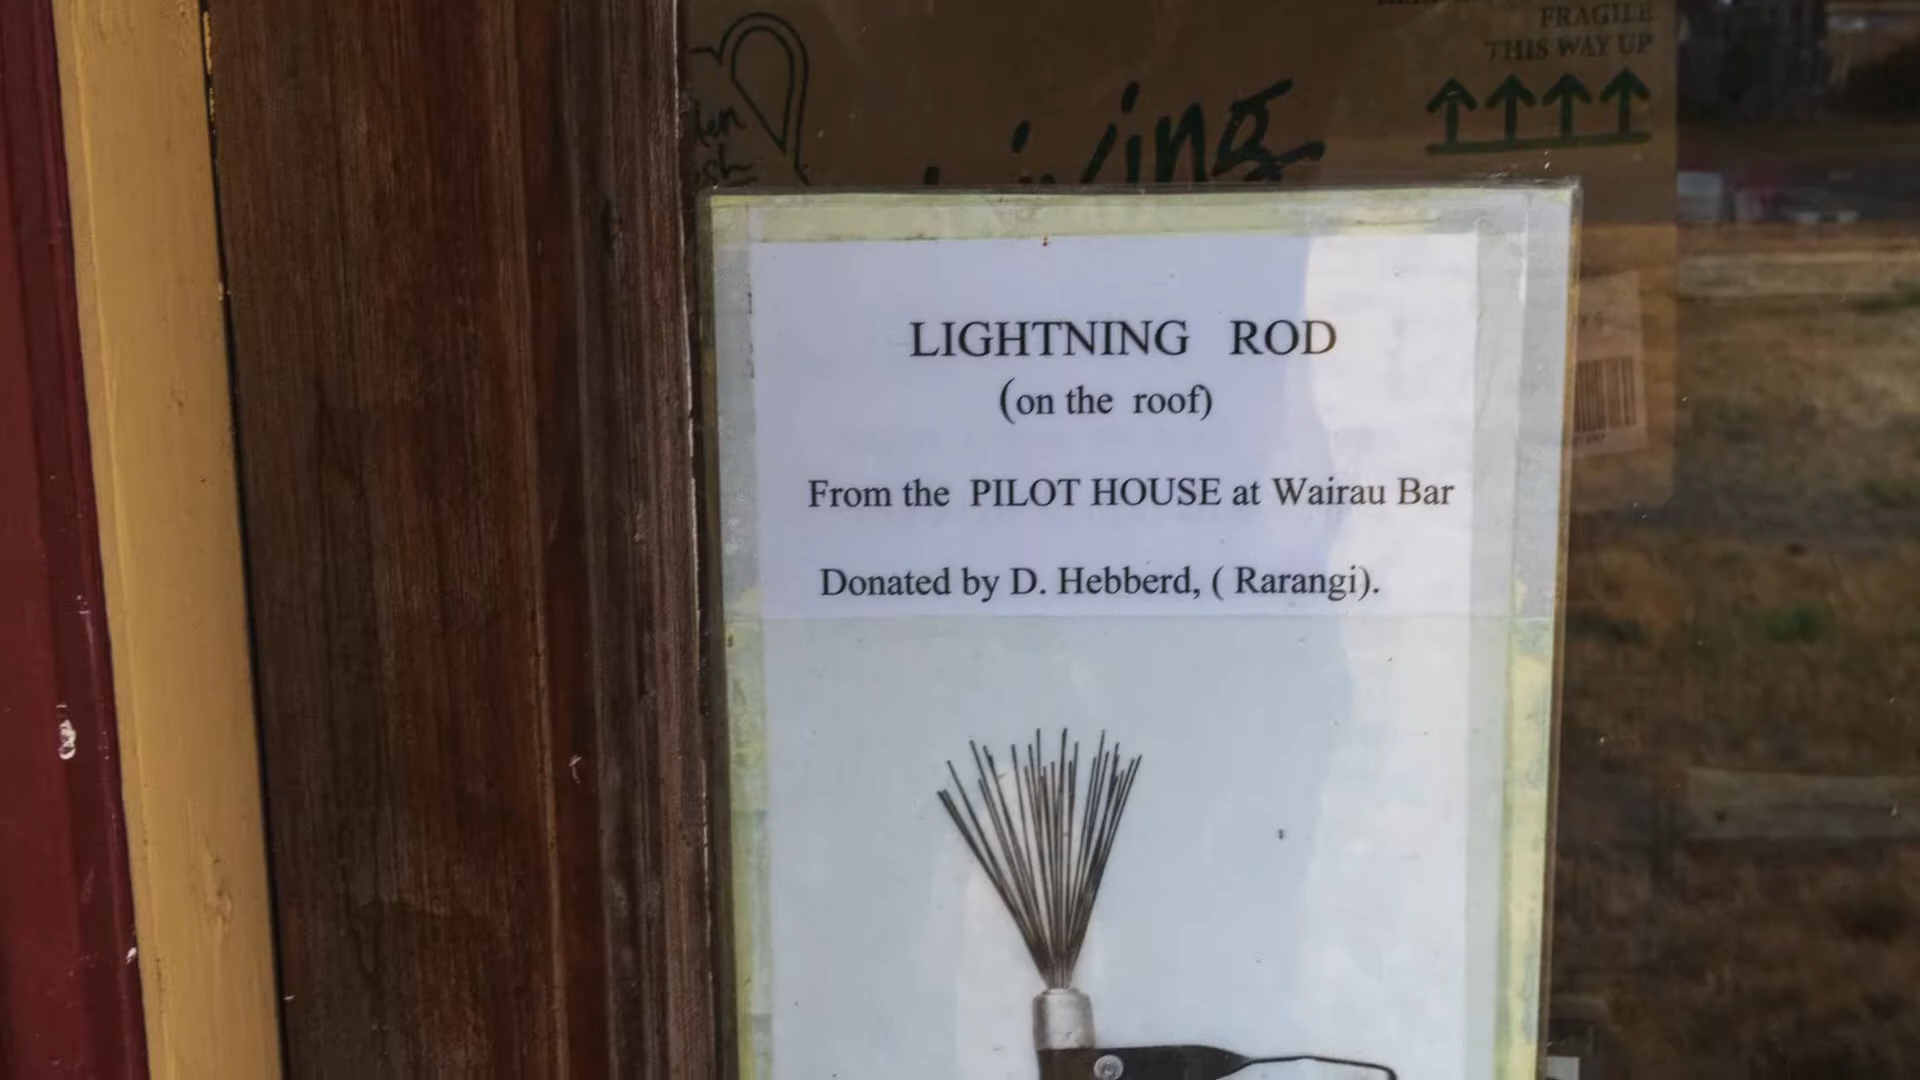 FRAGILE
THIS WAY UP
LIGHTNING ROD
(on the roof)
From the PILOT HOUSE at Wairau Bar
Donated by D. Hebberd, ( Rarangi).